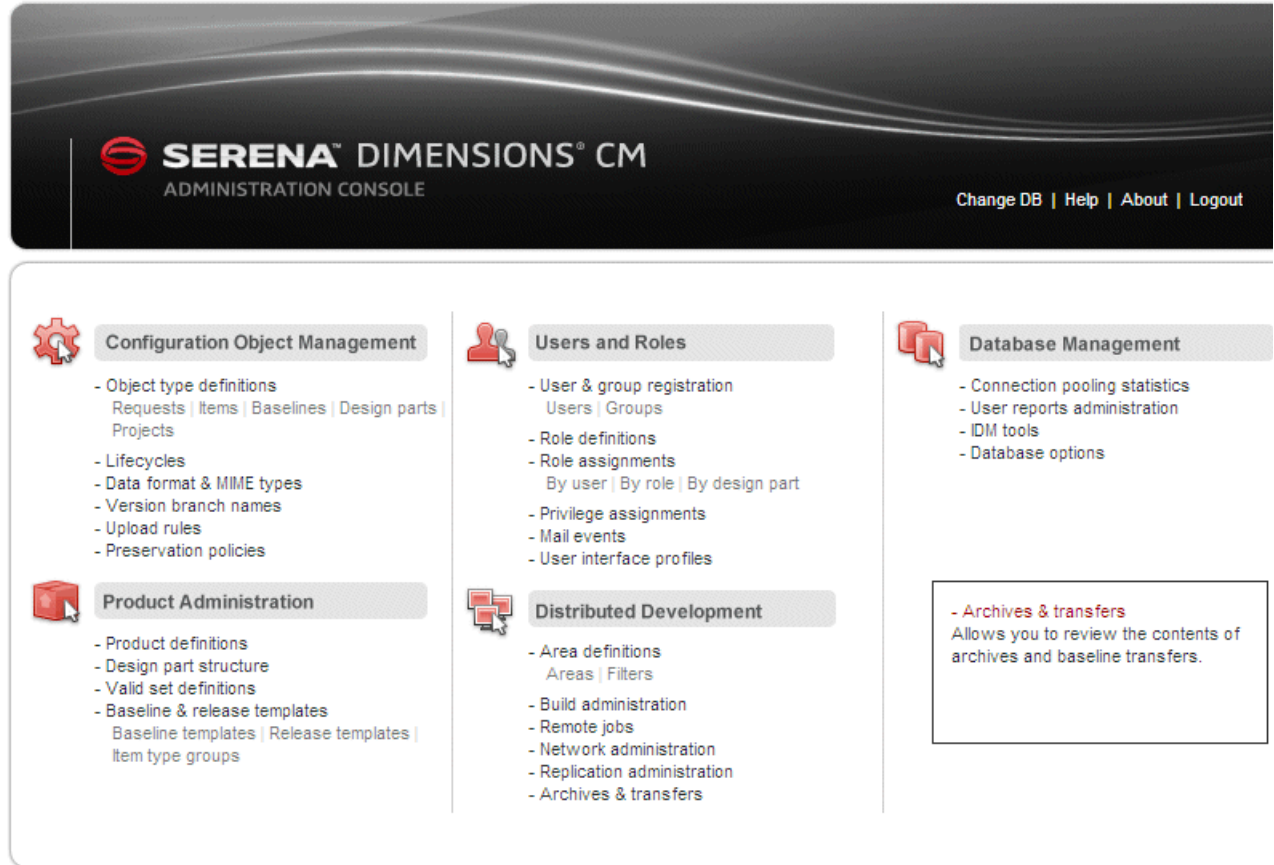 SERENA™ DIMENSIONS® CM
ADMINISTRATION CONSOLE
Change DB | Help | About | Logout
Configuration Object Management
- Object type definitions
Requests | Items | Baselines | Design parts |
Projects
- Lifecycles
- Data format & MIME types
- Version branch names
- Upload rules
- Preservation policies
Product Administration
- Product definitions
- Design part structure
- Valid set definitions
- Baseline & release templates
Baseline templates | Release templates |
Item type groups
Users and Roles
- User & group registration
Users | Groups
- Role definitions
- Role assignments
By user | By role | By design part
- Privilege assignments
- Mail events
- User interface profiles
Distributed Development
- Area definitions
Areas | Filters
- Build administration
- Remote jobs
- Network administration
- Replication administration
- Archives & transfers
Database Management
- Connection pooling statistics
- User reports administration
- IDM tools
- Database options
- Archives & transfers
Allows you to review the contents of
archives and baseline transfers.